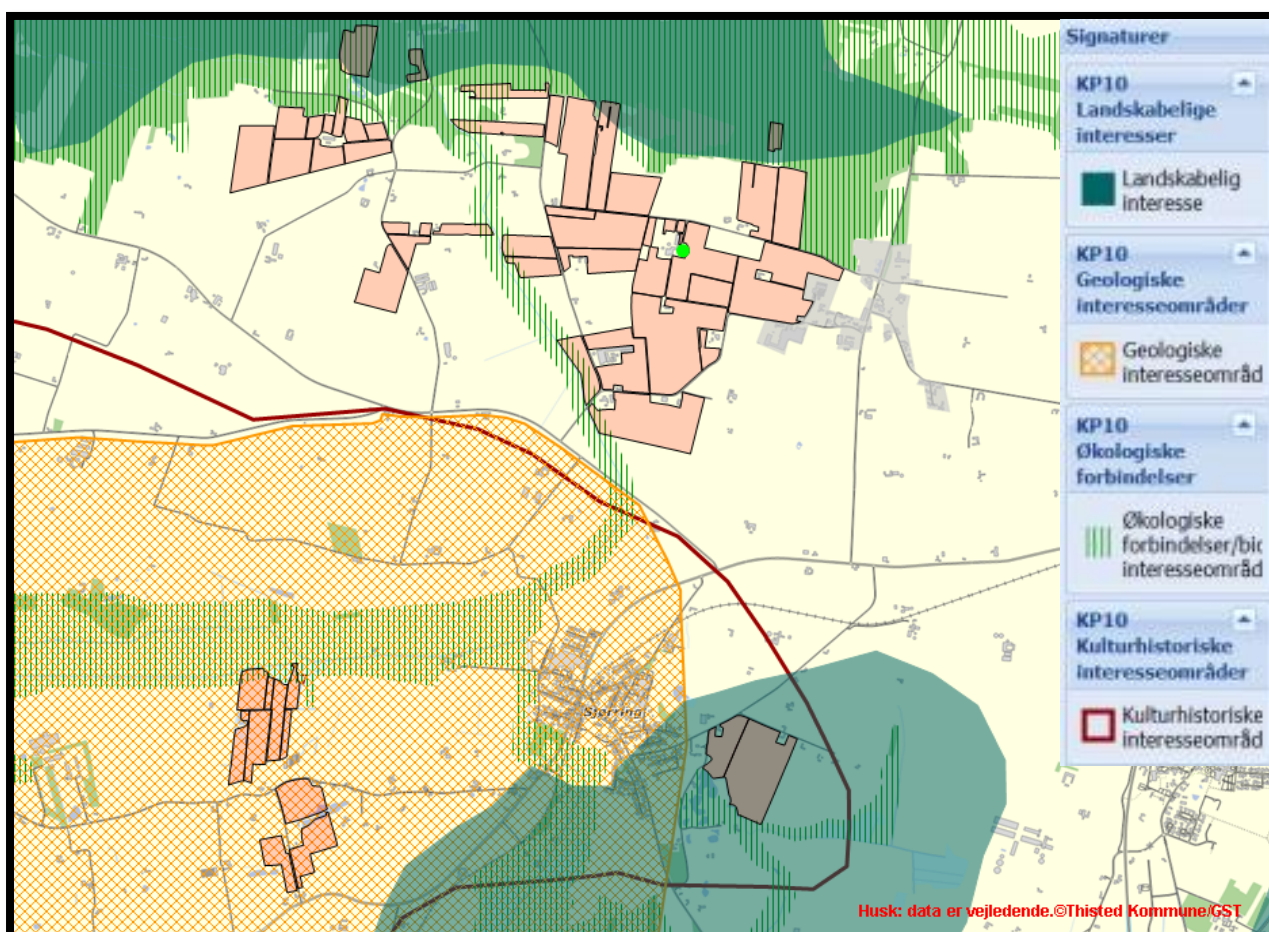 Signaturer
KP10
Landskabelige
interesser
Landskabelig
interesse
KP10
Geologiske
interesseområder
Geologiske
interesseområd
KP10
Økologiske
forbindelser
Økologiske
forbindelser/bio
interesseområd
KP10
Kulturhistoriske
interesseområder
Kulturhistoriske
interesseområd
Sjørring
Husk: data er vejledende.©Thisted Kommune/GST